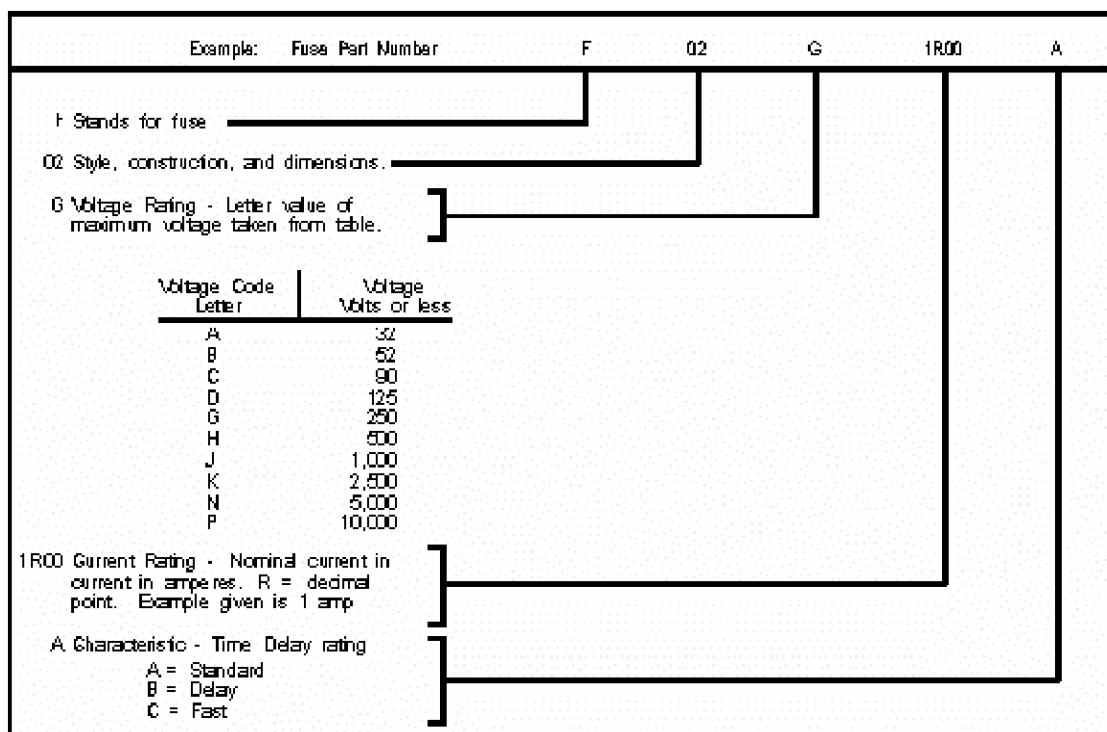 Example: Fuse Part Number F 02 G 1R00 A
F Stands for fuse
02 Style, construction, and dimensions.
G Voltage Rating - Letter value of
maximum voltage taken from table.
Voltage Code Voltage
Letter Volts or less
A 32
B 52
C 90
D 125
G 250
H 500
J 1,000
K 2,500
N 5,000
P 10,000
1R00 Current Rating - Nominal current in
current in amperes. R = decimal
point. Example given is 1 amp
A Characteristic - Time Delay rating
A = Standard
B = Delay
C = Fast